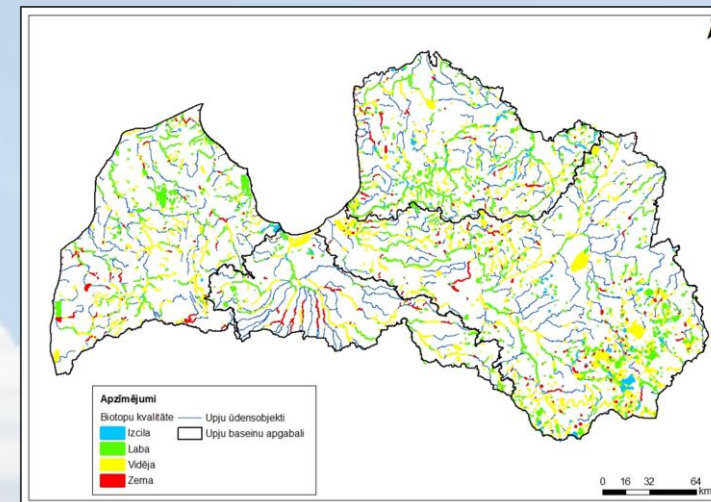 Apzīmējumi
Biotopu kvalitāte
Izcila
Laba
Vidēja
Zema
Upju ūdensobjekti
Upju baseinu apgabali
0 16 32 64
km